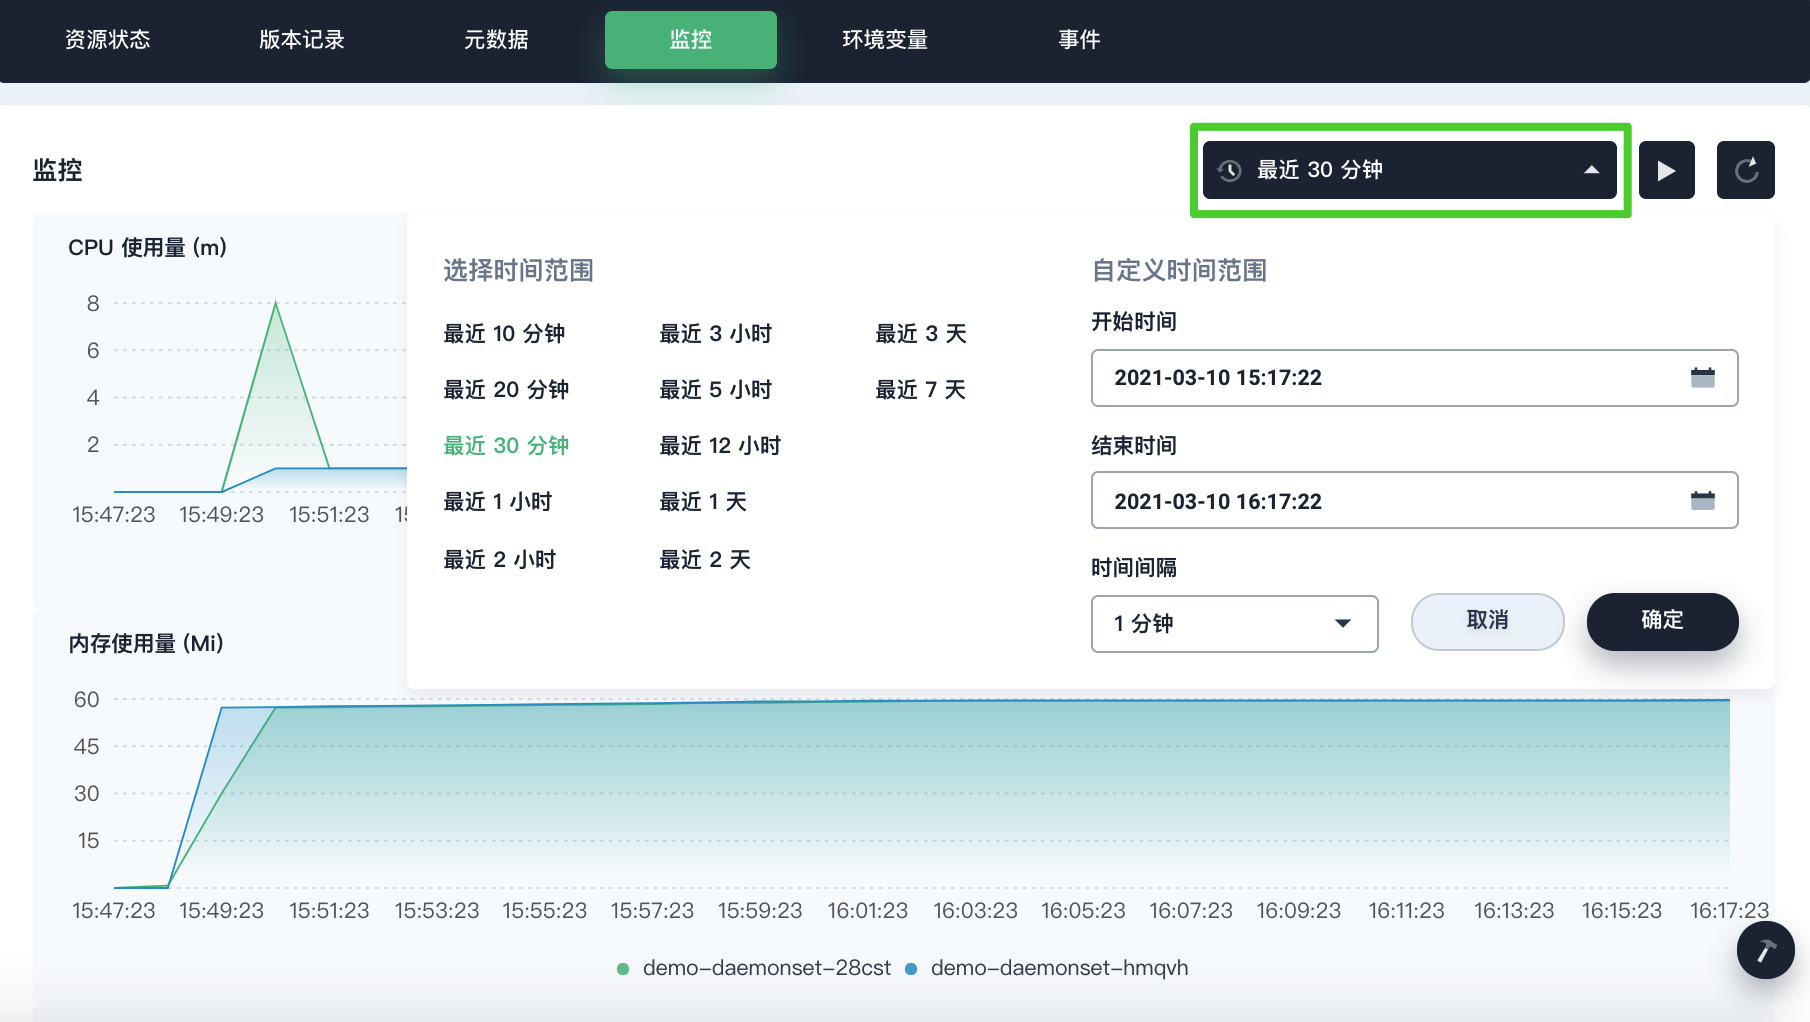 资源状态 版本记录 元数据 监控 环境变量 事件
监控
最近 30 分钟
CPU 使用量 (m)
8
6
4
2
15:47:23 15:49:23 15:51:23
选择时间范围
最近 10 分钟 最近 3 小时 最近 3 天
最近 20 分钟 最近 5 小时 最近 7 天
最近 30 分钟 最近 12 小时
最近 1 小时 最近 1 天
最近 2 小时 最近 2 天
自定义时间范围
开始时间
2021-03-10 15:17:22
结束时间
2021-03-10 16:17:22
时间间隔
1 分钟 取消 确定
内存使用量 (Mi)
60
45
30
15
15:47:23 15:49:23 15:51:23 15:53:23 15:55:23 15:57:23 15:59:23 16:01:23 16:03:23 16:05:23 16:07:23 16:09:23 16:11:23 16:13:23 16:15:23 16:17:23
demo-daemonset-28cst demo-daemonset-hmqvh